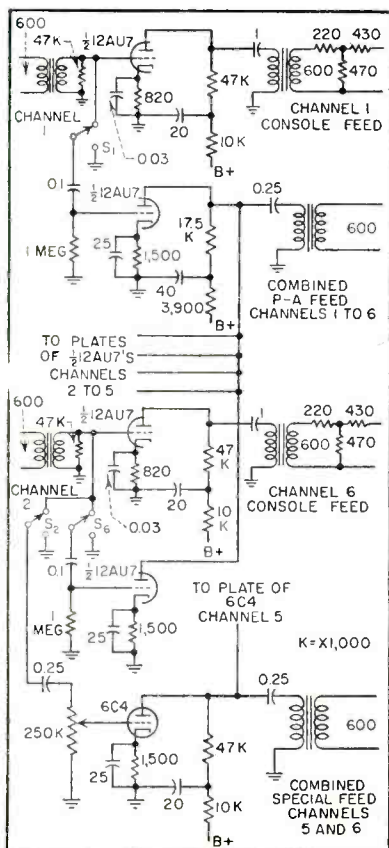 600
47K
½12AU7
1
220 430
CHANNEL
1
S1
820
0.03
20
47K
10K
B+
600
470
CHANNEL 1
CONSOLE FEED
0.1
½12AU7
1 MEG
25
1,500
40
17.5
K
3,900
B+
0.25
600
COMBINED
P-A FEED
CHANNELS 1 TO 6
TO PLATES
OF ½12AU7'S
CHANNELS
2 TO 5
600
47K
½12AU7
1
220 430
CHANNEL
2
S2
S6
820
0.03
20
47
K
10
K
B+
600
470
CHANNEL 6
CONSOLE FEED
0.1
½12AU7
1
MEG
25
1,500
TO PLATE OF
6C4
CHANNEL 5
K=X1,000
0.25
250K
6C4
25
1,500
20
47K
10K
B+
0.25
600
COMBINED
SPECIAL FEED
CHANNELS
5 AND 6